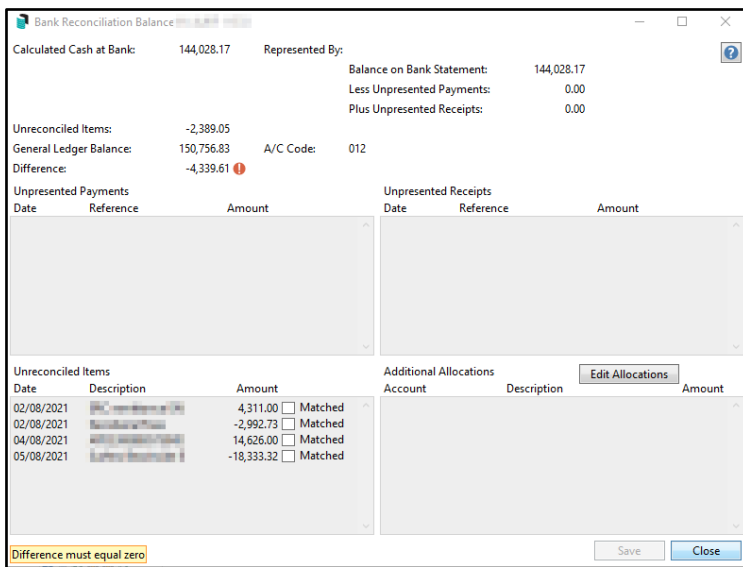 Bank Reconciliation Balance
Calculated Cash at Bank: 144,028.17 Represented By:
Balance on Bank Statement: 144,028.17
Less Unpresented Payments: 0.00
Plus Unpresented Receipts: 0.00
Unreconciled Items: -2,389.05
General Ledger Balance: 150,756.83 A/C Code: 012
Difference: -4,339.61
Unpresented Payments Unpresented Receipts
Date Reference Amount Date Reference Amount
Unreconciled Items Additional Allocations Edit Allocations
Date Description Amount Account Description Amount
02/08/2021 4,311.00 Matched
02/08/2021 -2,992.73 Matched
04/08/2021 14,626.00 Matched
05/08/2021 -18,333.32 Matched
Difference must equal zero Save Close